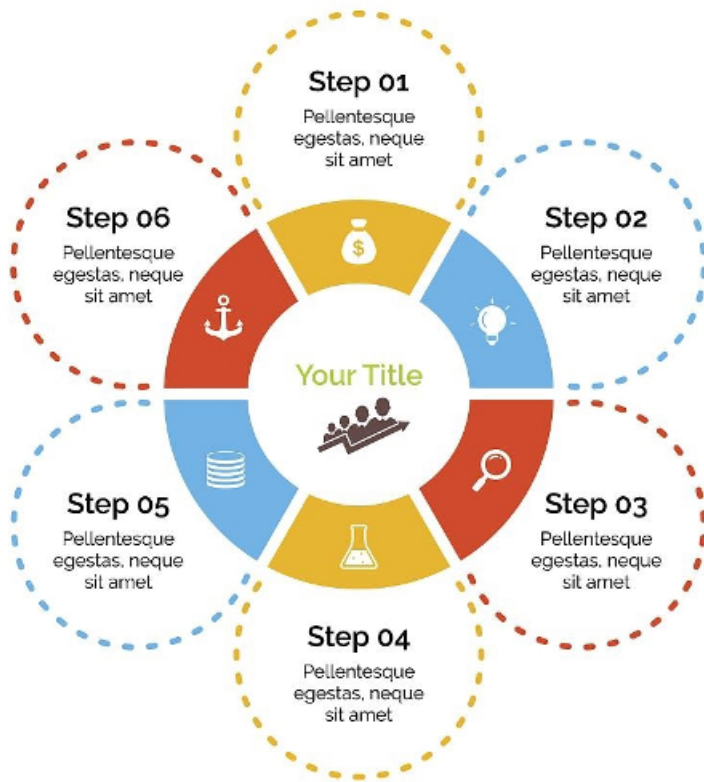 Step 01
Pellentesque
egestas, neque
sit amet
Step 02
Pellentesque
egestas, neque
sit amet
Step 03
Pellentesque
egestas, neque
sit amet
Step 04
Pellentesque
egestas, neque
sit amet
Step 05
Pellentesque
egestas, neque
sit amet
Step 06
Pellentesque
egestas, neque
sit amet
$
Your Title